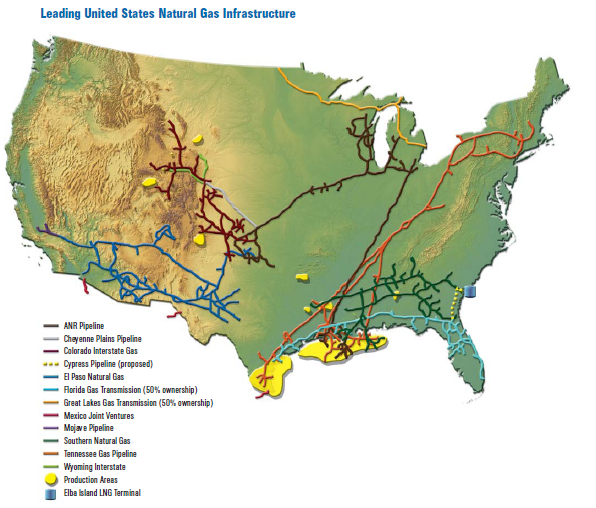 Leading United States Natural Gas Infrastructure
ANR Pipeline
Cheyenne Plains Pipeline
Colorado Interstate Gas
Cypress Pipeline (proposed)
El Paso Natural Gas
Florida Gas Transmission (50% ownership)
Great Lakes Gas Transmission (50% ownership)
Mexico Joint Ventures
Mojave Pipeline
Southern Natural Gas
Tennessee Gas Pipeline
Wyoming Interstate
Production Areas
Elba Island LNG Terminal